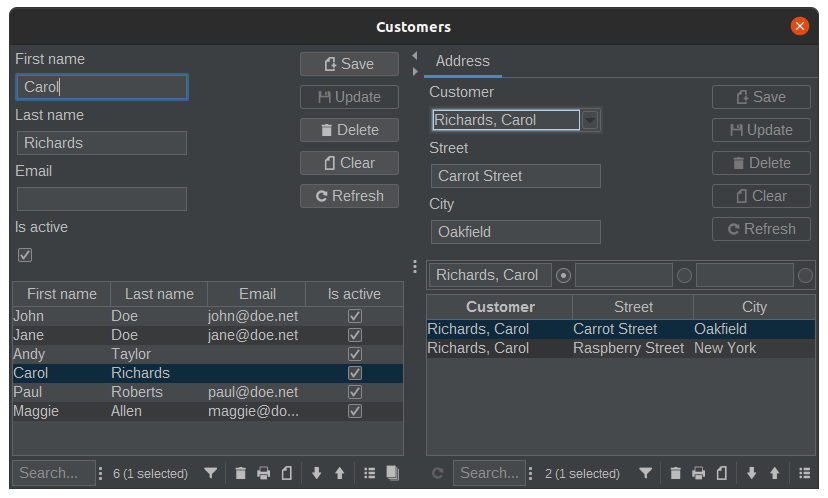 Customers
First name
Carol
Last name
Richards
Email
Is active
Save
Update
Delete
Clear
Refresh
First name Last name Email Is active
John Doe john@doe.net
Jane Doe jane@doe.net
Andy Taylor
Carol Richards
Paul Roberts paul@doe.net
Maggie Allen maggie@do...
Search... 6 (1 selected)
Address
Customer
Richards, Carol
Street
Carrot Street
City
Oakfield
Save
Update
Delete
Clear
Refresh
Richards, Carol
Customer Street City
Richards, Carol Carrot Street Oakfield
Richards, Carol Raspberry Street New York
Search... 2 (1 selected)